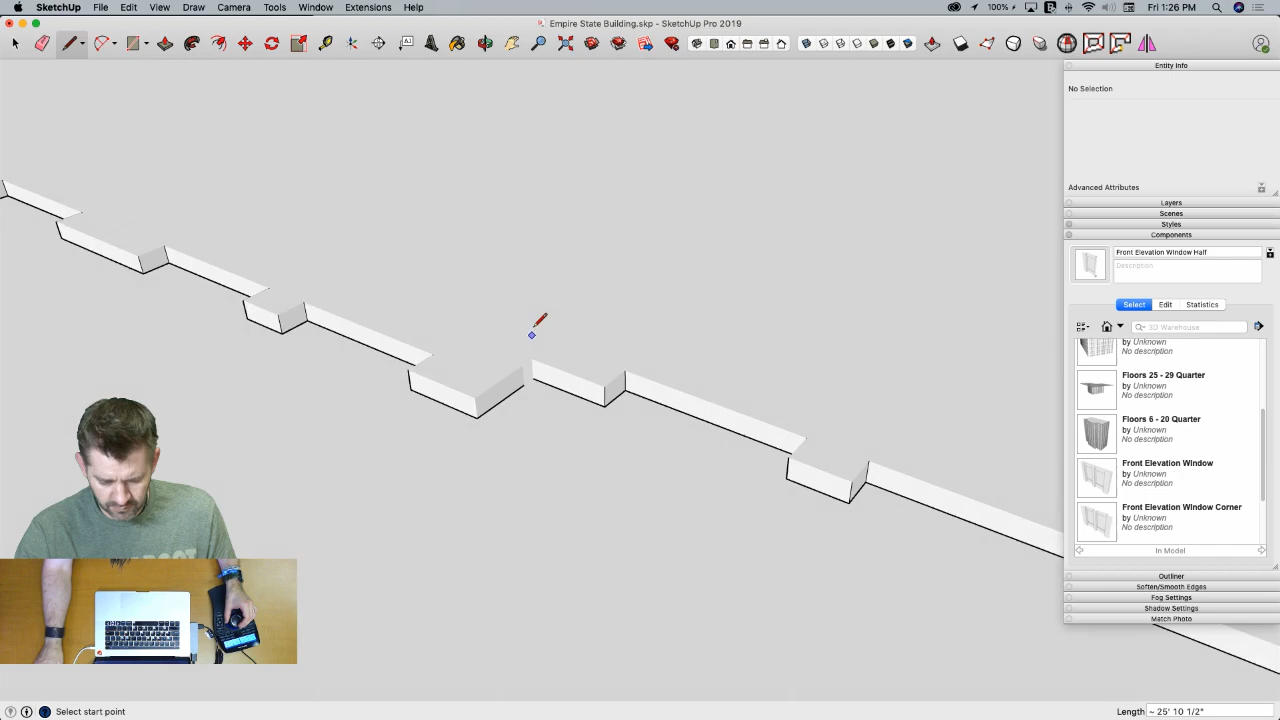 SketchUp File Edit View Draw Camera Tools Window Extensions Help 100% Fri 1:26 PM
Empire State Building.skp - SketchUp Pro 2019
Entity Info
No Selection
Advanced Attributes
Layers
Scenes
Styles
Components
Front Elevation Window Half
Description
Select Edit Statistics
3D Warehouse
by Unknown
No description
Floors 25 - 29 Quarter
by Unknown
No description
Floors 6 - 20 Quarter
by Unknown
No description
Front Elevation Window
by Unknown
No description
Front Elevation Window Corner
by Unknown
No description
In Model
Outliner
Soften/Smooth Edges
Fog Settings
Shadow Settings
Match Photo
Select start point
Length ~ 25' 10 1/2"